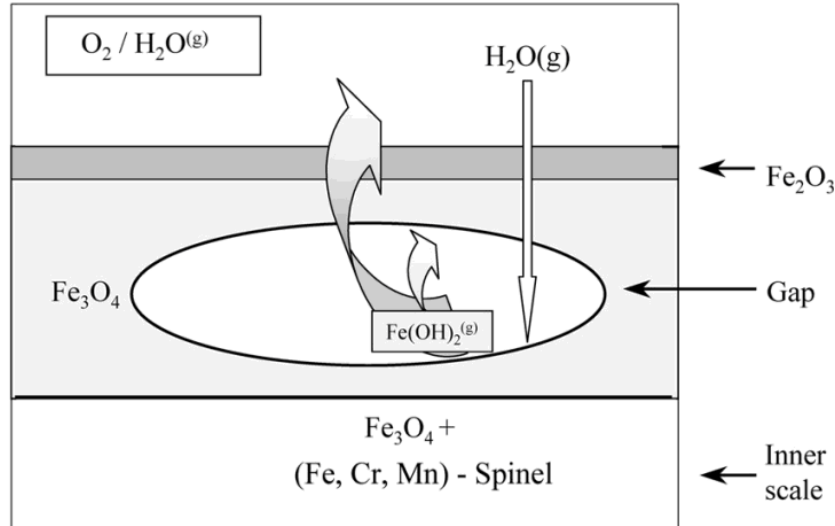 O₂ / H₂O⁽ᵍ⁾
H₂O(g)
Fe₂O₃
Fe₃O₄
Gap
Fe(OH)₂⁽ᵍ⁾
Fe₃O₄ +
(Fe, Cr, Mn) - Spinel
Inner
scale